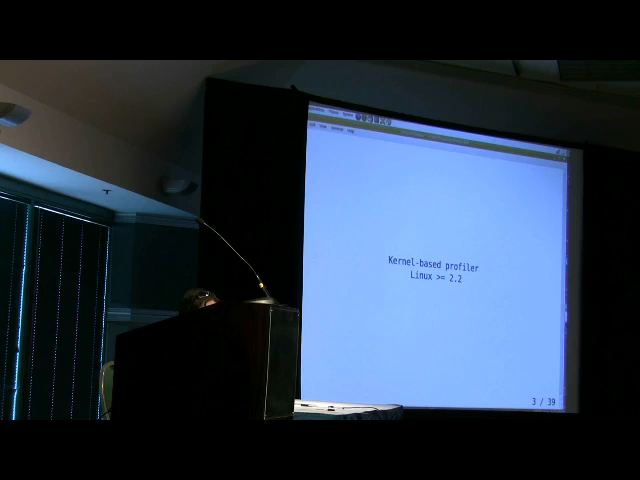 Kernel-based profiler
Linux >= 2.2
3 / 39